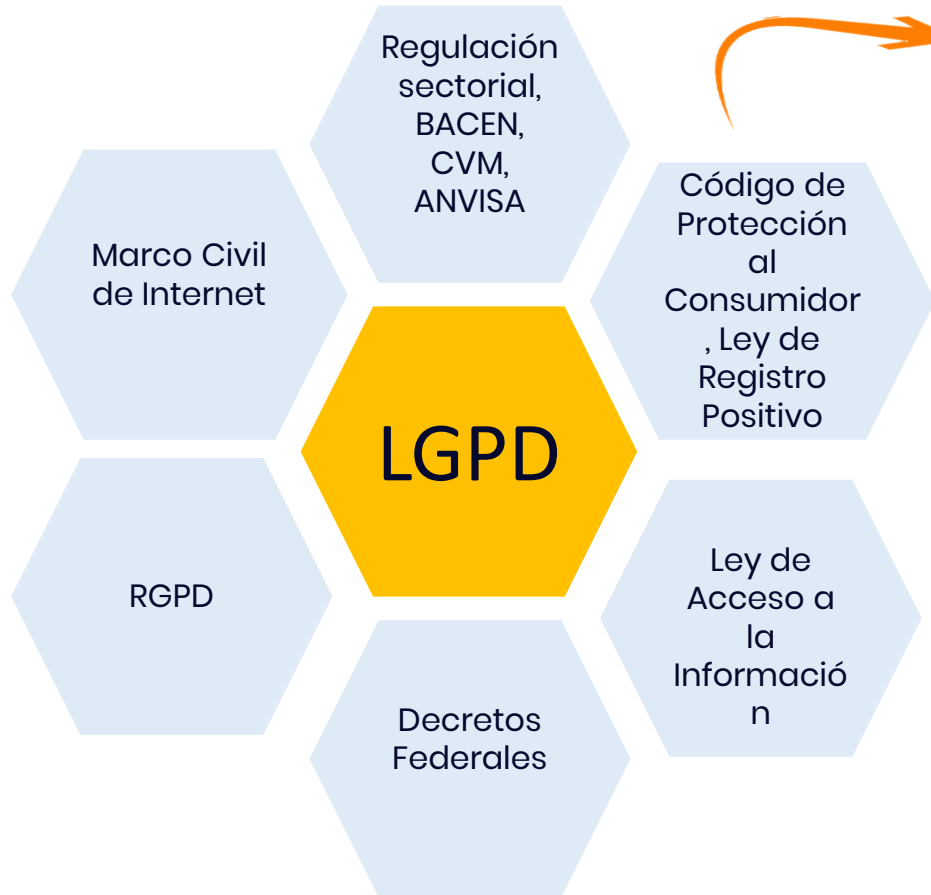 Regulación
sectorial,
BACEN,
CVM,
ANVISA
Marco Civil
de Internet
Código de
Protección
al
Consumidor
, Ley de
Registro
Positivo
LGPD
RGPD
Ley de
Acceso a
la
Informació
n
Decretos
Federales